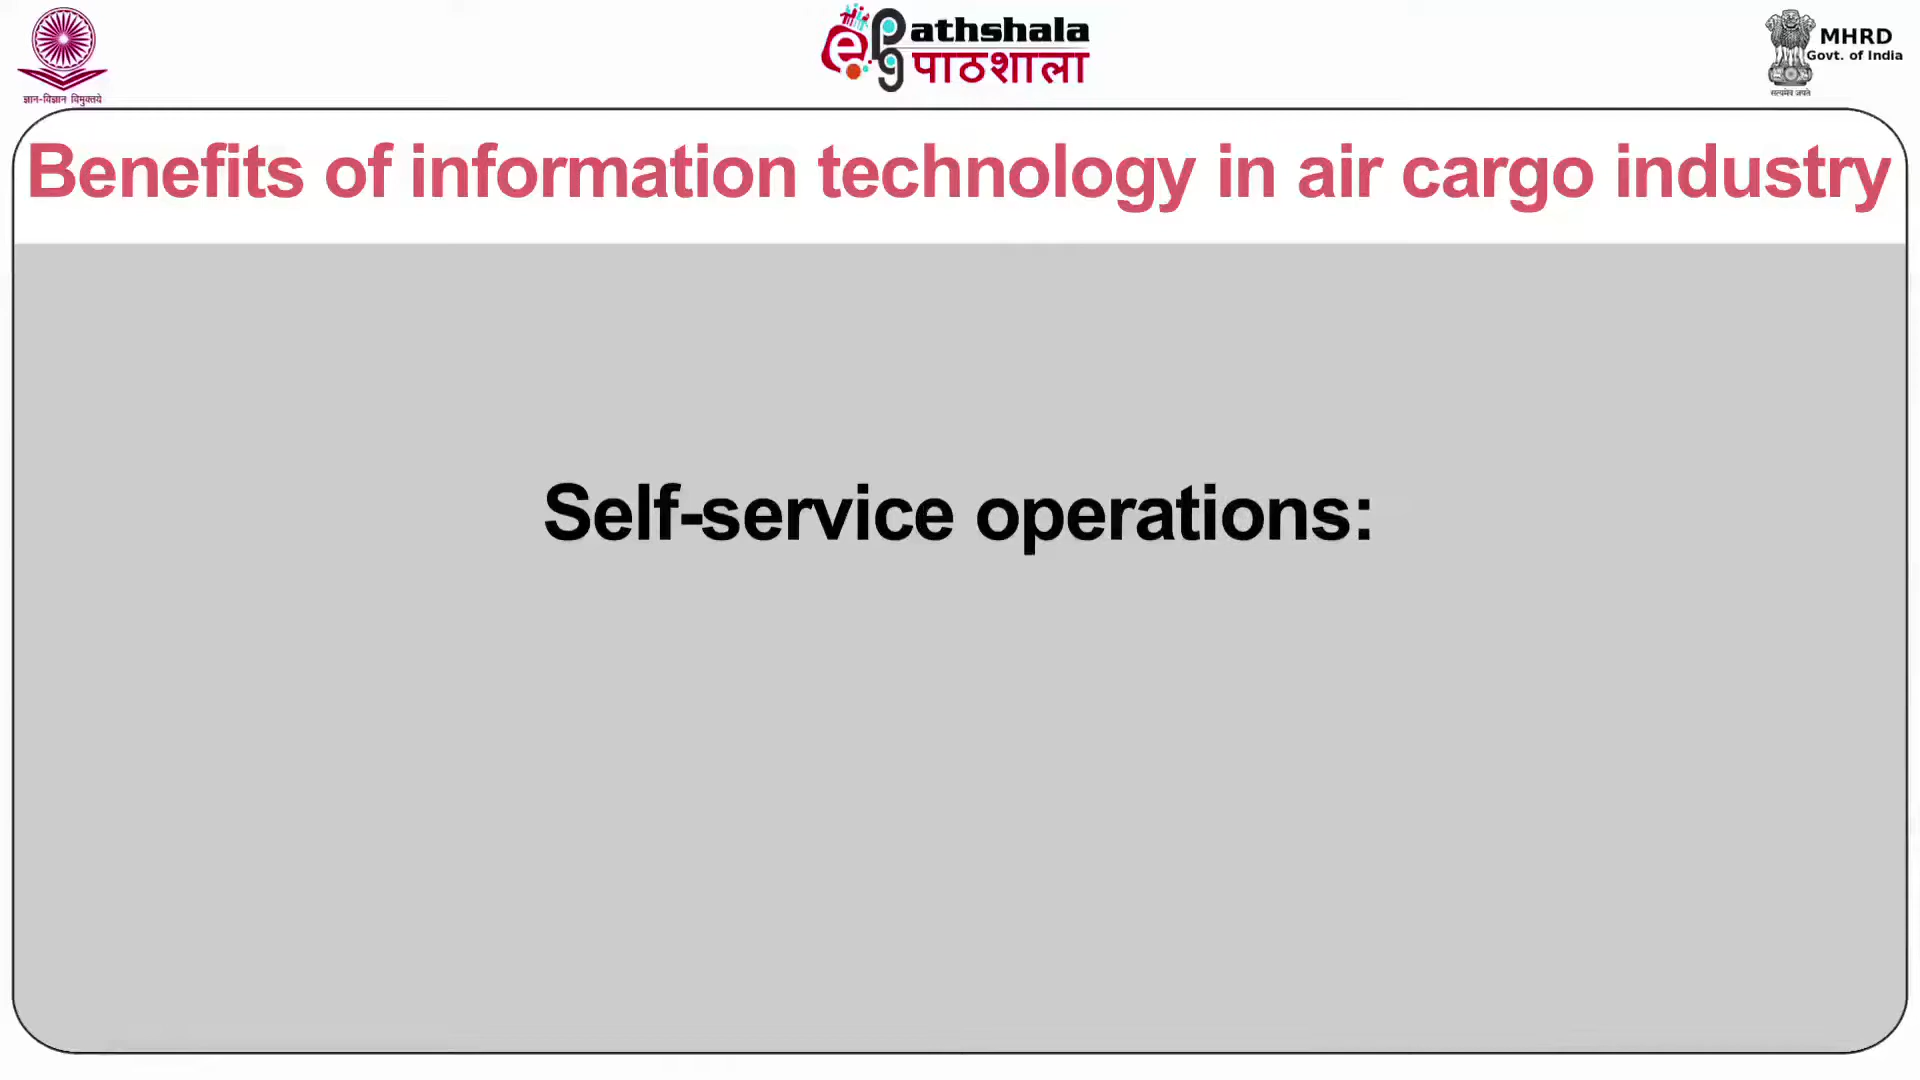 ज्ञान-विज्ञान विमुक्तये
ePathshala
पाठशाला
MHRD
Govt. of India
सत्यमेव जयते
Benefits of information technology in air cargo industry
Self-service operations: